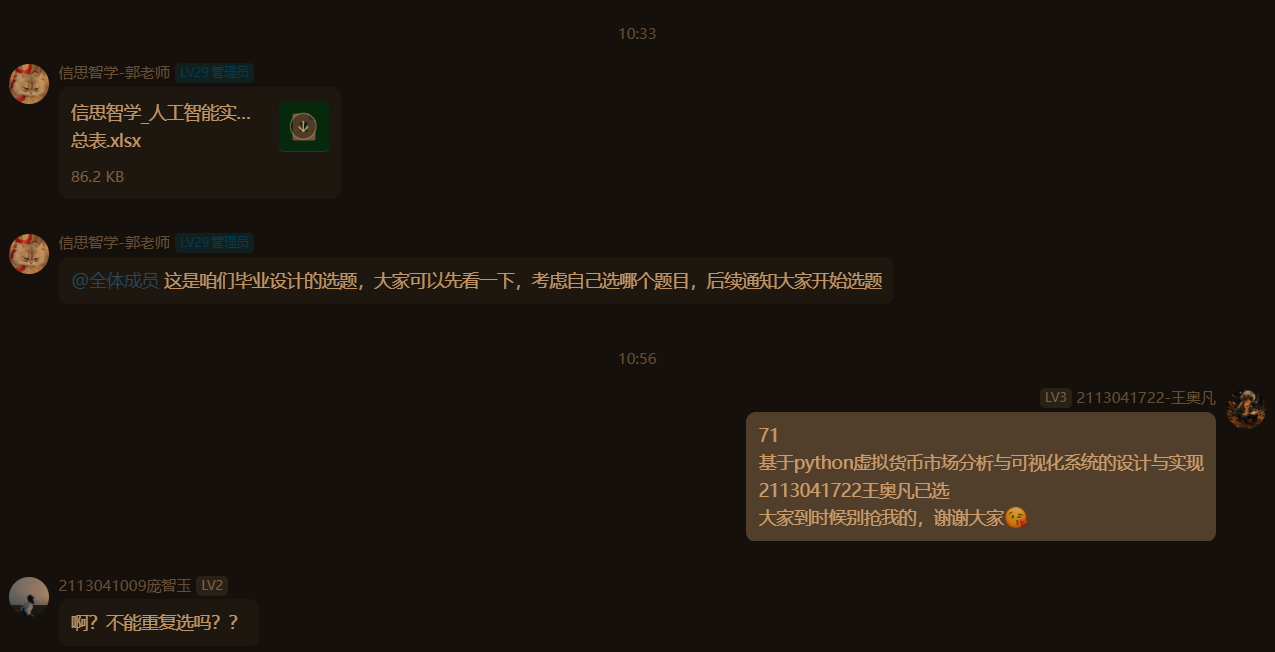 10:33
信思智学-郭老师 LV29 管理员
信思智学_人工智能实...
总表.xlsx
86.2 KB
信思智学-郭老师 LV29 管理员
@全体成员 这是咱们毕业设计的选题，大家可以先看一下，考虑自己选哪个题目，后续通知大家开始选题
10:56
LV3 2113041722-王奥凡
71
基于python虚拟货币市场分析与可视化系统的设计与实现
2113041722王奥凡已选
大家到时候别抢我的，谢谢大家😘
2113041009庞智玉 LV2
啊？不能重复选吗？？